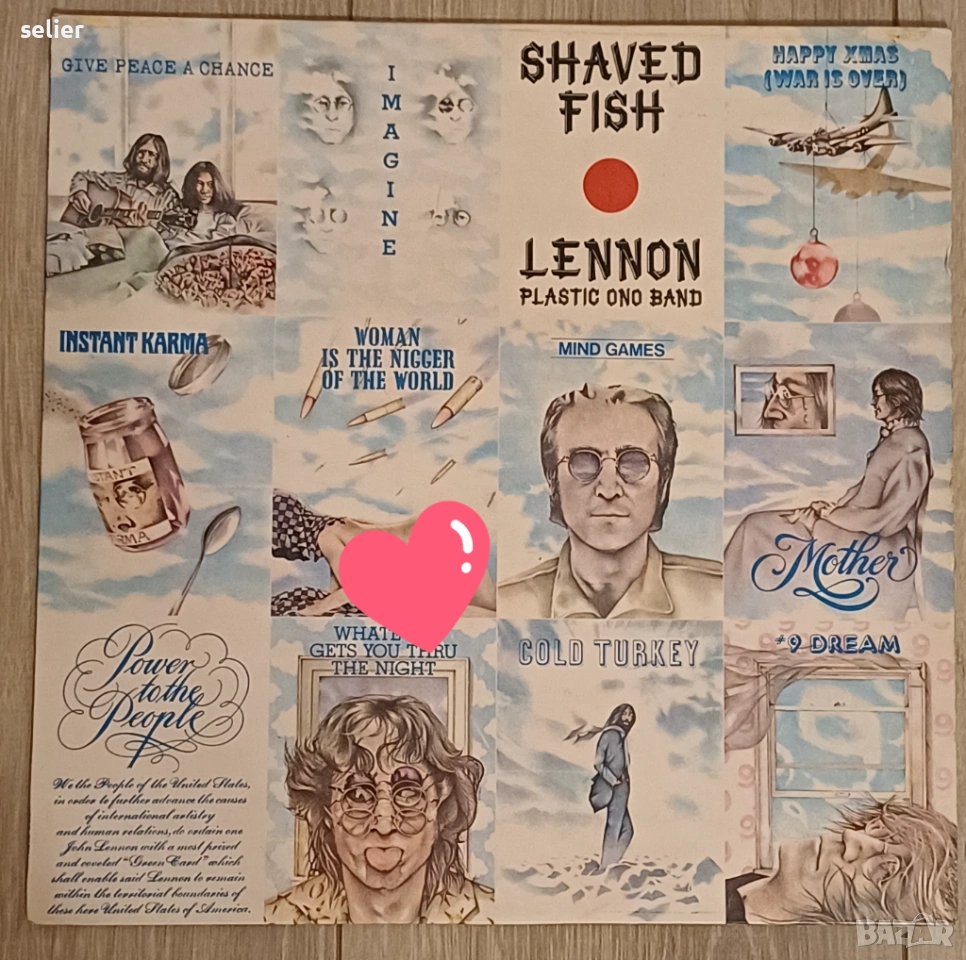 selier
GIVE PEACE A CHANCE
IMAGINE
SHAVED
FISH
LENNON
PLASTIC ONO BAND
HAPPY XMAS
(WAR IS OVER)
INSTANT KARMA
WOMAN
IS THE NIGGER
OF THE WORLD
MIND GAMES
Mother
Power
to the
People
We the People of the United States,
in order to further advance the causes
of international artistry
and human relations, do ordain one
John Lennon with a most prized
and coveted "Green Card" which
shall enable said Lennon to remain
within the territorial boundaries of
these here United States of America.
WHATE
GETS YOU THRU
THE NIGHT
COLD TURKEY
#9 DREAM
BAZAR